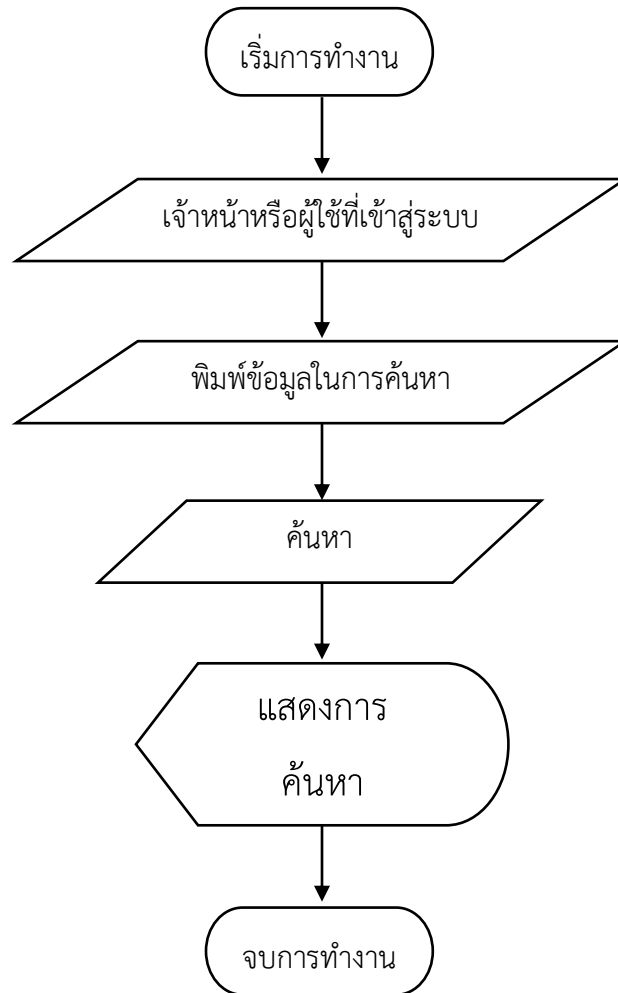 เริ่มการทำงาน
เจ้าหน้าหรือผู้ใช้ที่เข้าสู่ระบบ
พิมพ์ข้อมูลในการค้นหา
ค้นหา
แสดงการ
ค้นหา
จบการทำงาน